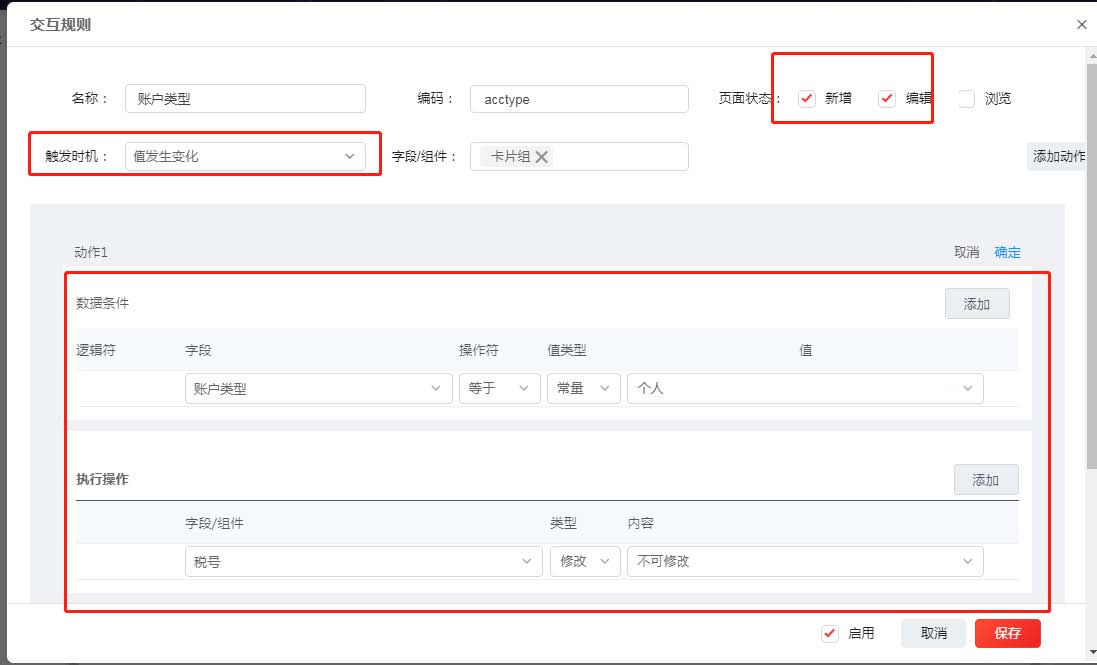 交互规则
名称： 账户类型 编码： acctype 页面状态： 新增 编辑 浏览
触发时机： 值发生变化 字段/组件： 卡片组 添加动作
动作1 取消 确定
数据条件 添加
逻辑符 字段 操作符 值类型 值
账户类型 等于 常量 个人
执行操作 添加
字段/组件 类型 内容
税号 修改 不可修改
启用 取消 保存